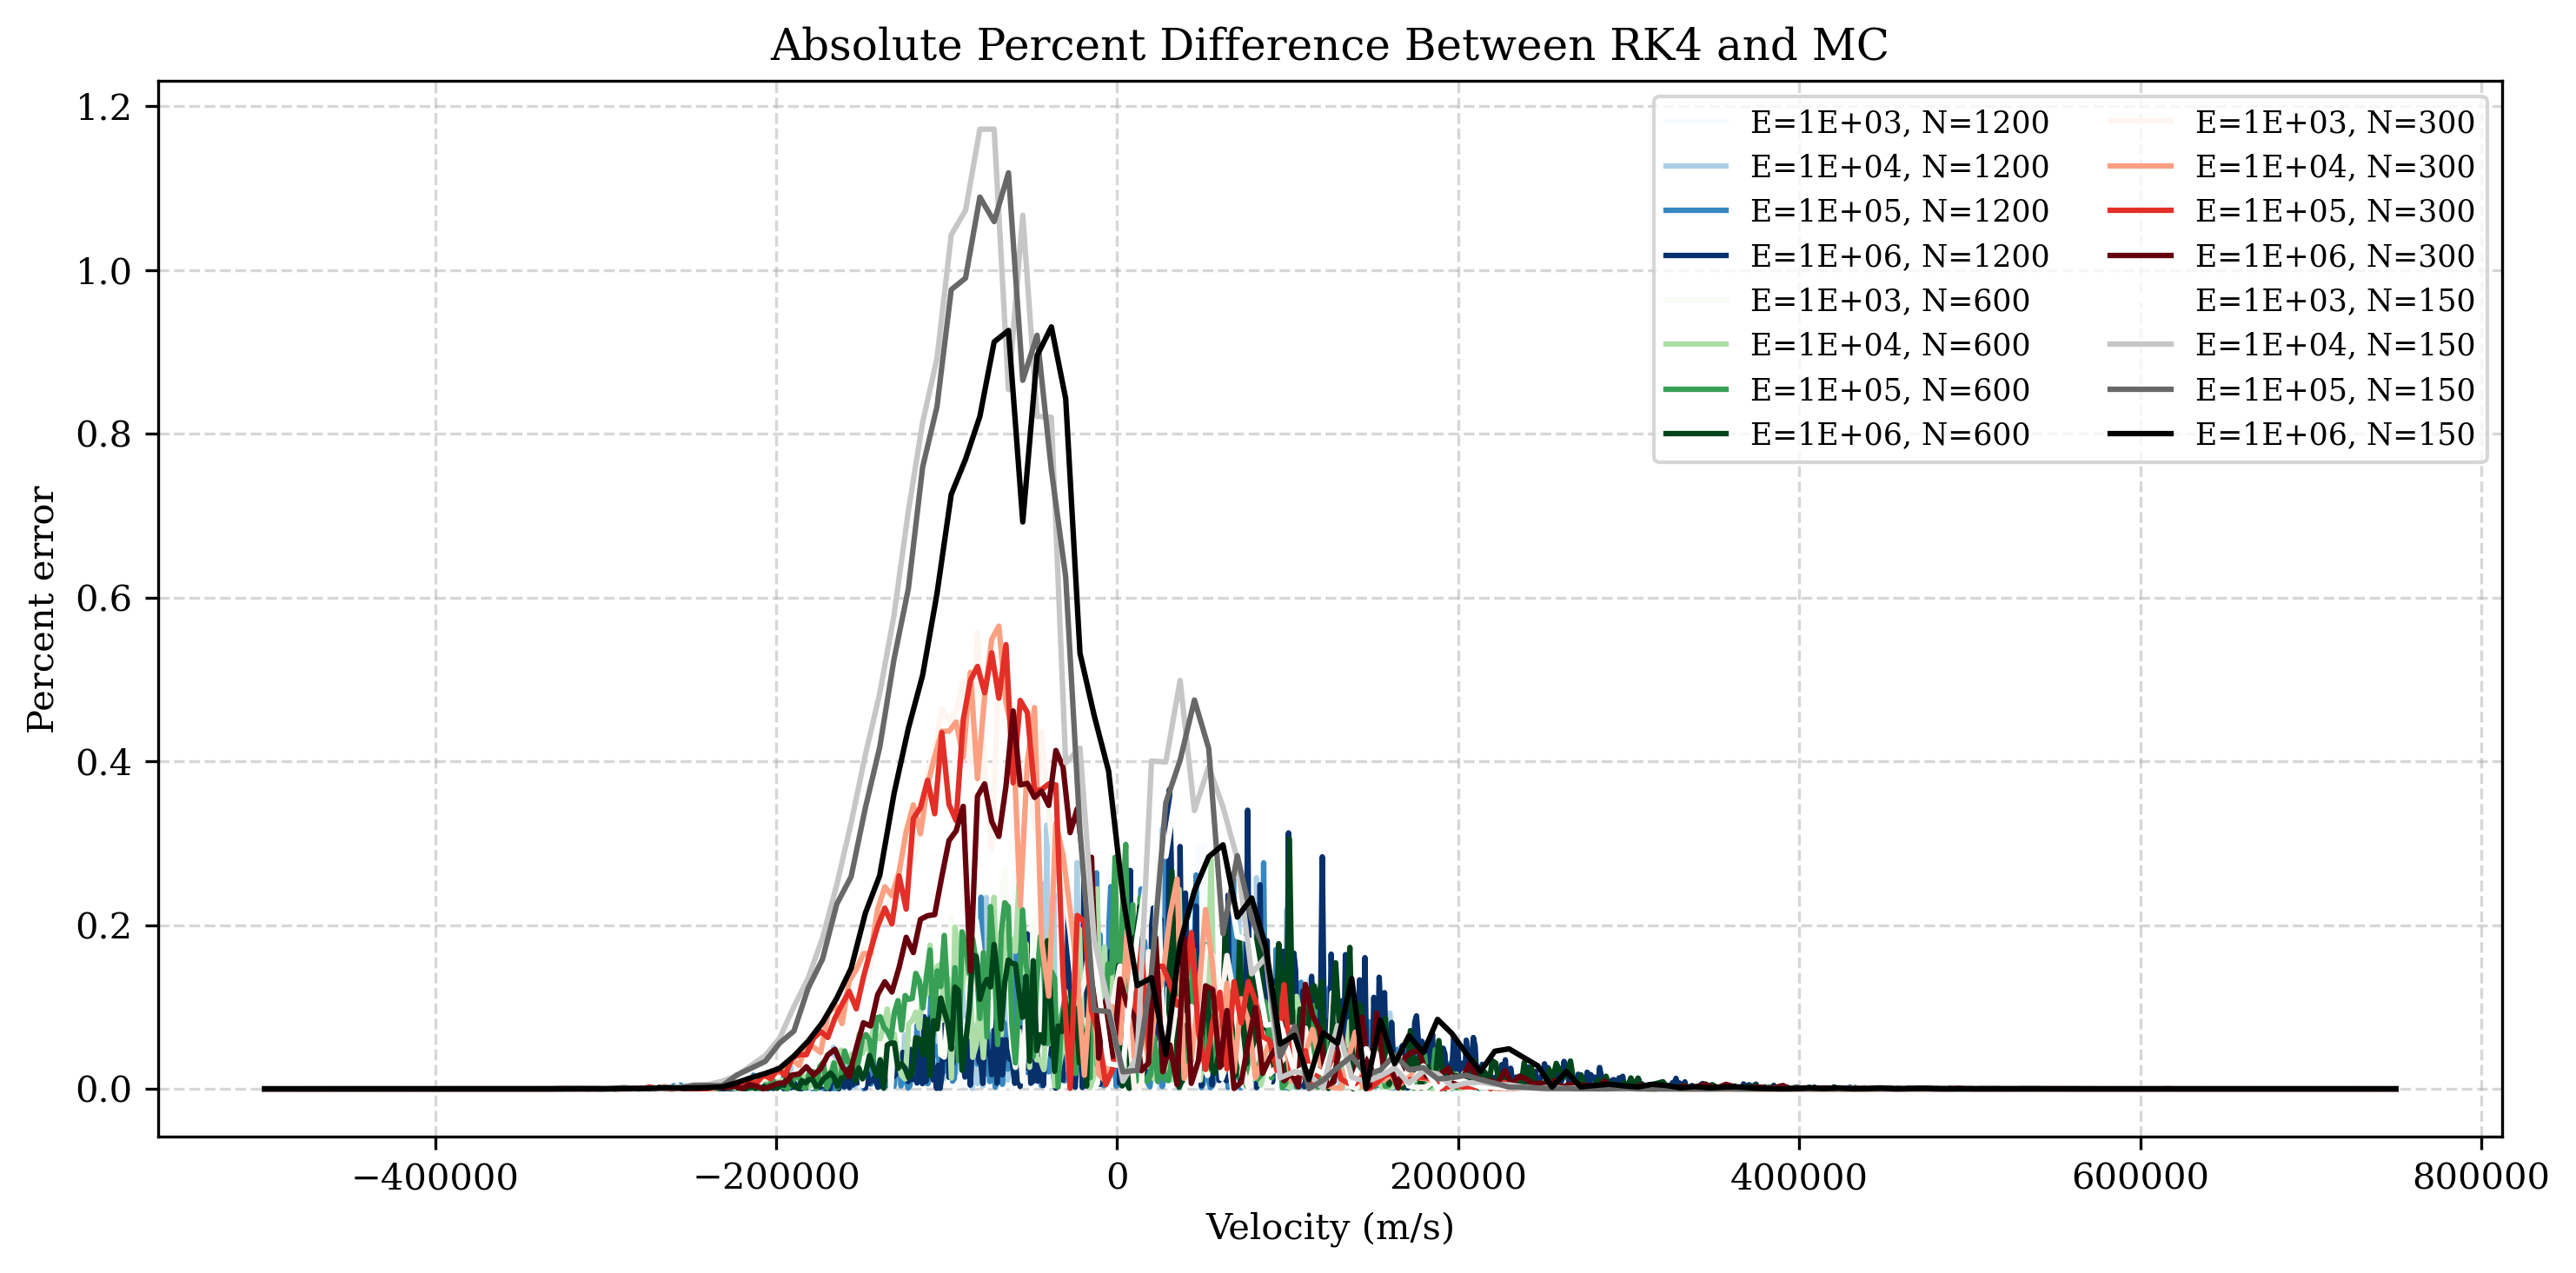 Absolute Percent Difference Between RK4 and MC
1.2
1.0
0.8
0.6
0.4
0.2
0.0
Percent error
E=1E+03, N=1200
E=1E+04, N=1200
E=1E+05, N=1200
E=1E+06, N=1200
E=1E+03, N=600
E=1E+04, N=600
E=1E+05, N=600
E=1E+06, N=600
E=1E+03, N=300
E=1E+04, N=300
E=1E+05, N=300
E=1E+06, N=300
E=1E+03, N=150
E=1E+04, N=150
E=1E+05, N=150
E=1E+06, N=150
−400000 −200000 0 200000 400000 600000 800000
Velocity (m/s)